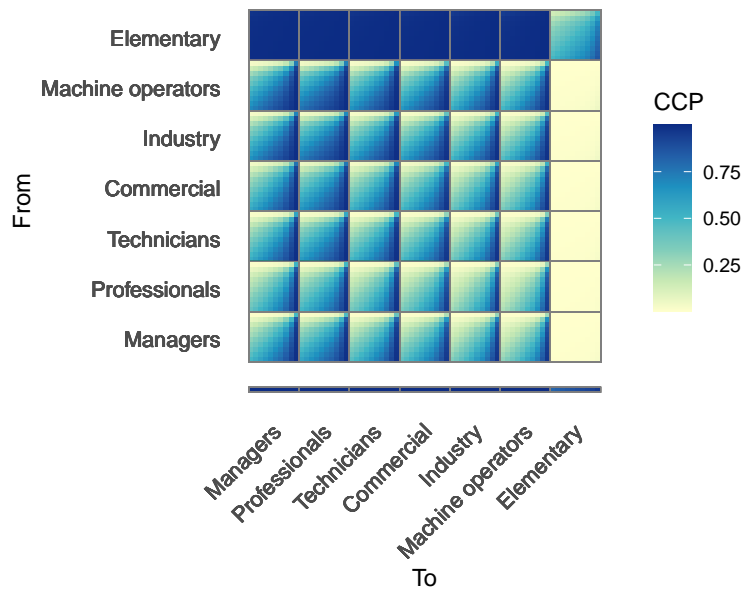 Elementary
Machine operators
Industry
Commercial
Technicians
Professionals
Managers
From
CCP
0.75
0.50
0.25
Managers
Professionals
Technicians
Commercial
Industry
Machine operators
Elementary
To